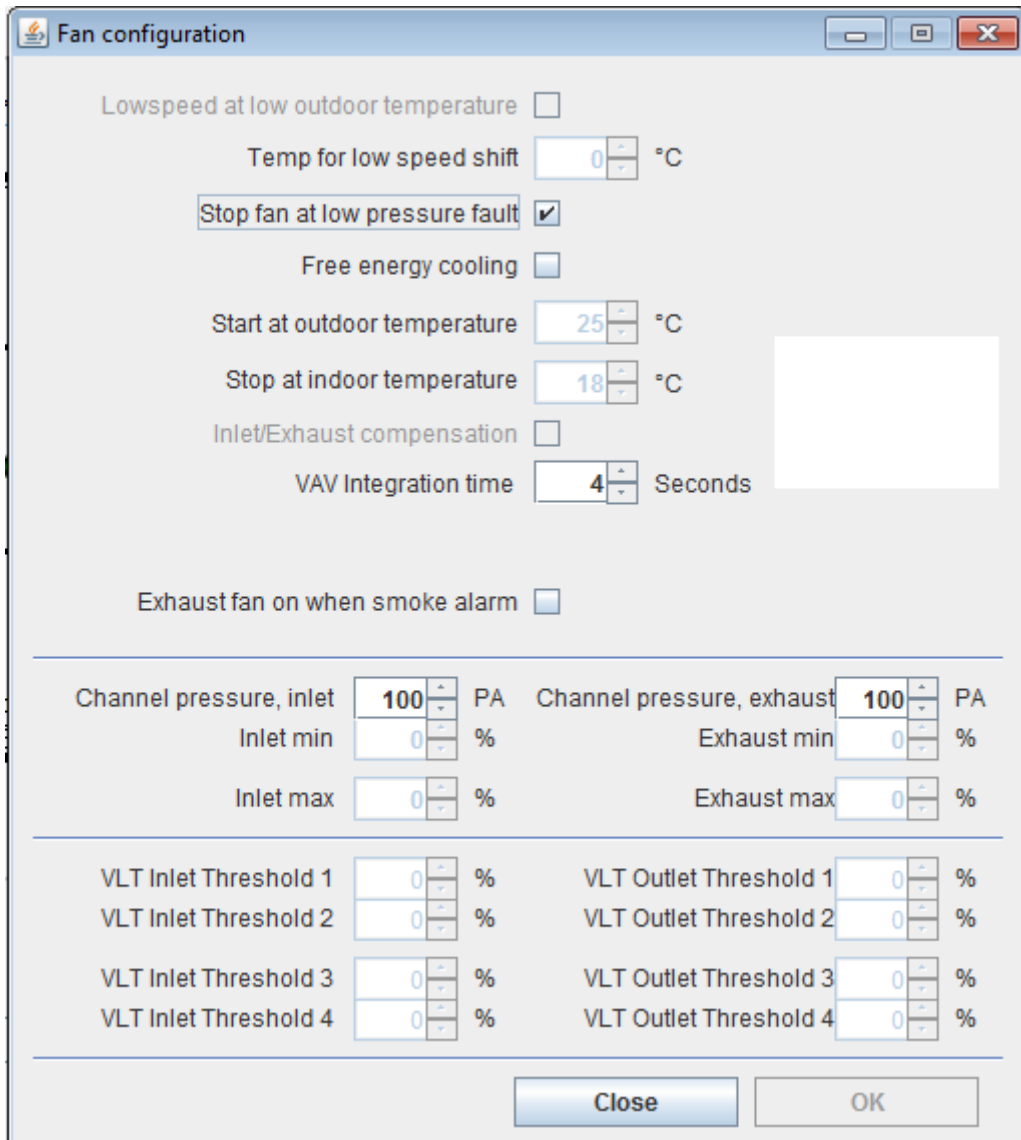 Fan configuration
Lowspeed at low outdoor temperature
Temp for low speed shift 0 °C
Stop fan at low pressure fault
Free energy cooling
Start at outdoor temperature 25 °C
Stop at indoor temperature 18 °C
Inlet/Exhaust compensation
VAV Integration time 4 Seconds
Exhaust fan on when smoke alarm
Channel pressure, inlet 100 PA Channel pressure, exhaust 100 PA
Inlet min 0 % Exhaust min 0 %
Inlet max 0 % Exhaust max 0 %
VLT Inlet Threshold 1 0 % VLT Outlet Threshold 1 0 %
VLT Inlet Threshold 2 0 % VLT Outlet Threshold 2 0 %
VLT Inlet Threshold 3 0 % VLT Outlet Threshold 3 0 %
VLT Inlet Threshold 4 0 % VLT Outlet Threshold 4 0 %
Close OK